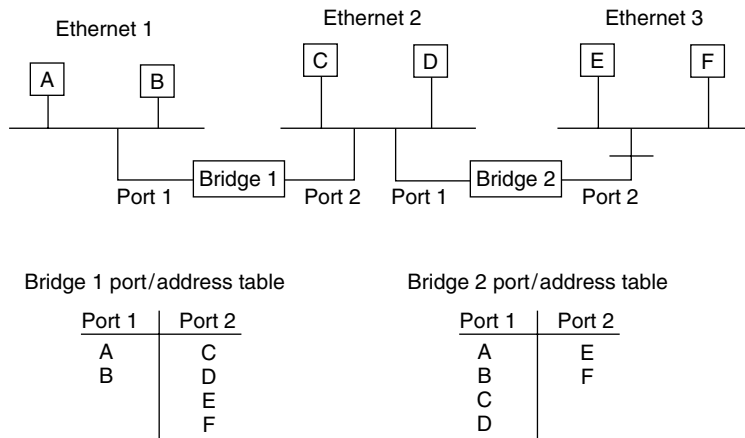 Ethernet 1
Ethernet 2
Ethernet 3
A
B
C
D
E
F
Bridge 1
Bridge 2
Port 1
Port 2
Port 1
Port 2
Bridge 1 port/address table
Port 1 Port 2
A C
B D
E
F
Bridge 2 port/address table
Port 1 Port 2
A E
B F
C
D